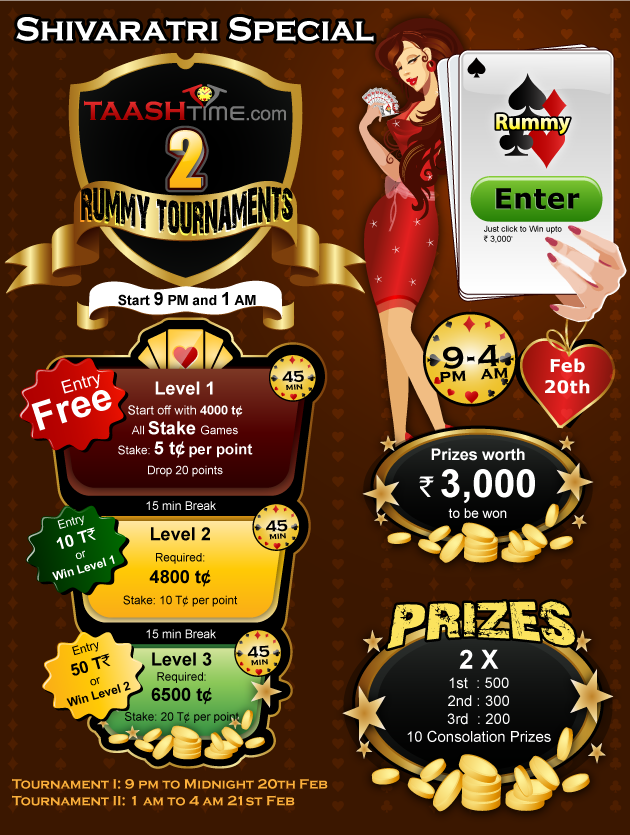 SHIVARATRI SPECIAL
TAASHTIME.com
2
RUMMY TOURNAMENTS
Start 9 PM and 1 AM
Rummy
Enter
Just click to Win upto
₹ 3,000*
9-4
PM AM
Feb
20th
Entry
Free
Level 1
Start off with 4000 t¢
All Stake Games
Stake: 5 t¢ per point
Drop 20 points
45
MIN
15 min Break
Entry
10 T₹
or
Win Level 1
Level 2
Required:
4800 t¢
Stake: 10 T¢ per point
45
MIN
15 min Break
Entry
50 T₹
or
Win Level 2
Level 3
Required:
6500 t¢
Stake: 20 T¢ per point
45
MIN
Prizes worth
₹ 3,000
to be won
PRIZES
2 X
1st : 500
2nd : 300
3rd : 200
10 Consolation Prizes
TOURNAMENT I: 9 PM TO MIDNIGHT 20TH FEB
TOURNAMENT II: 1 AM TO 4 AM 21ST FEB